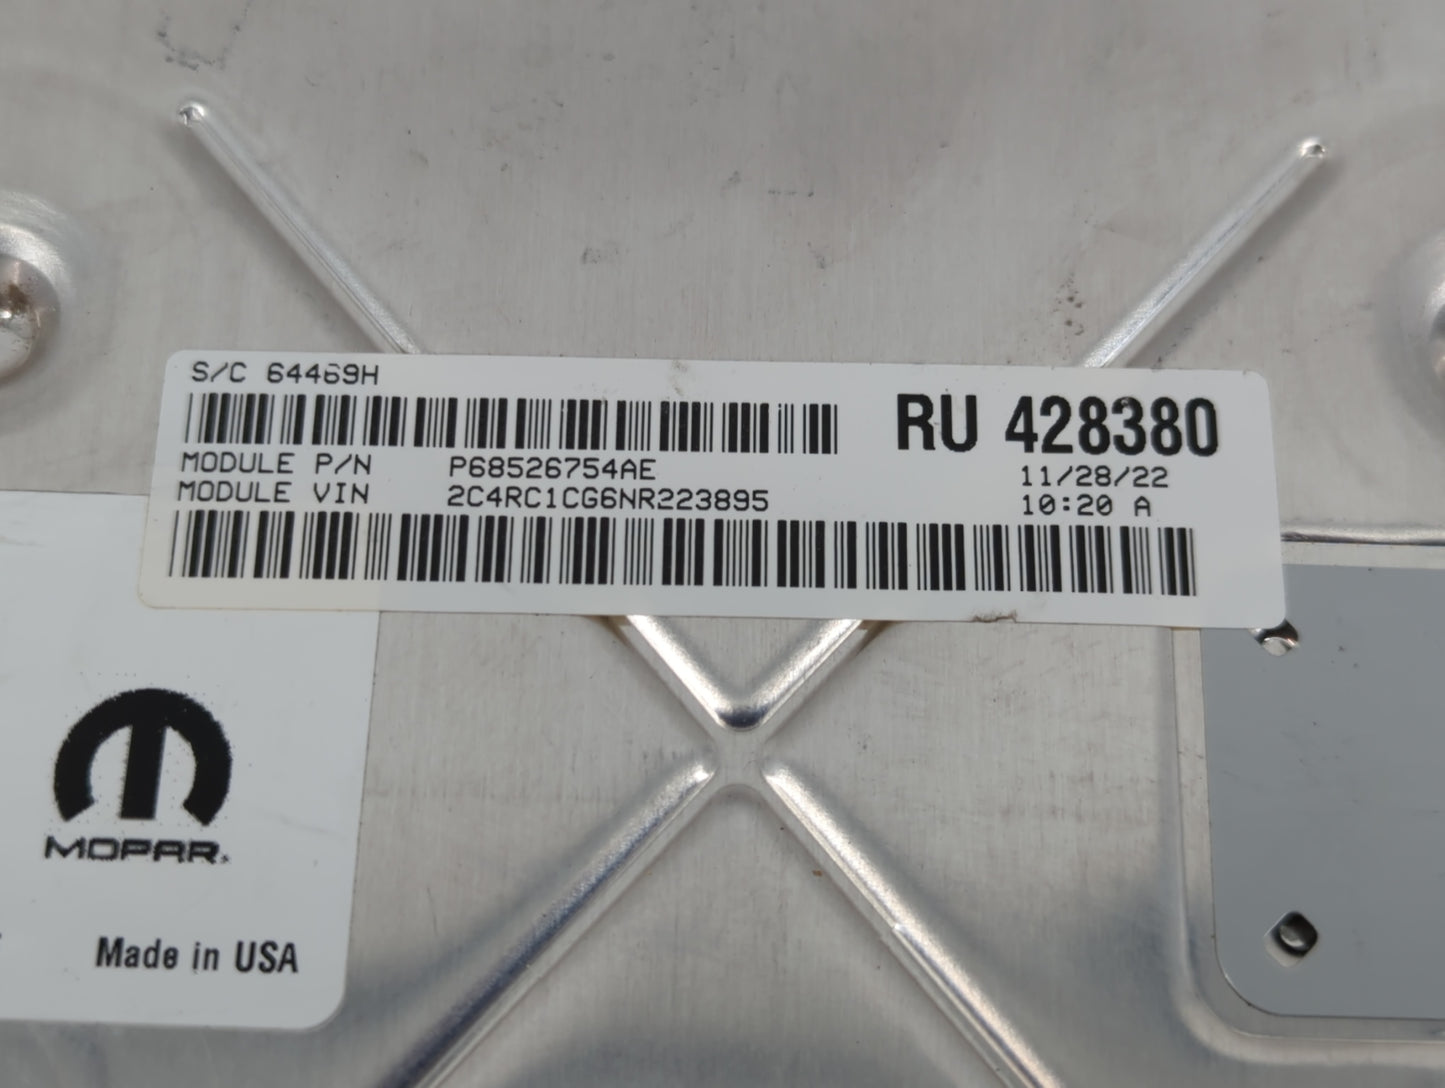 S/C 64469H
RU 428380
MODULE P/N P68526754AE
11/28/22
MODULE VIN 2C4RC1CG6NR223895
10:20 A
MOPAR
Made in USA